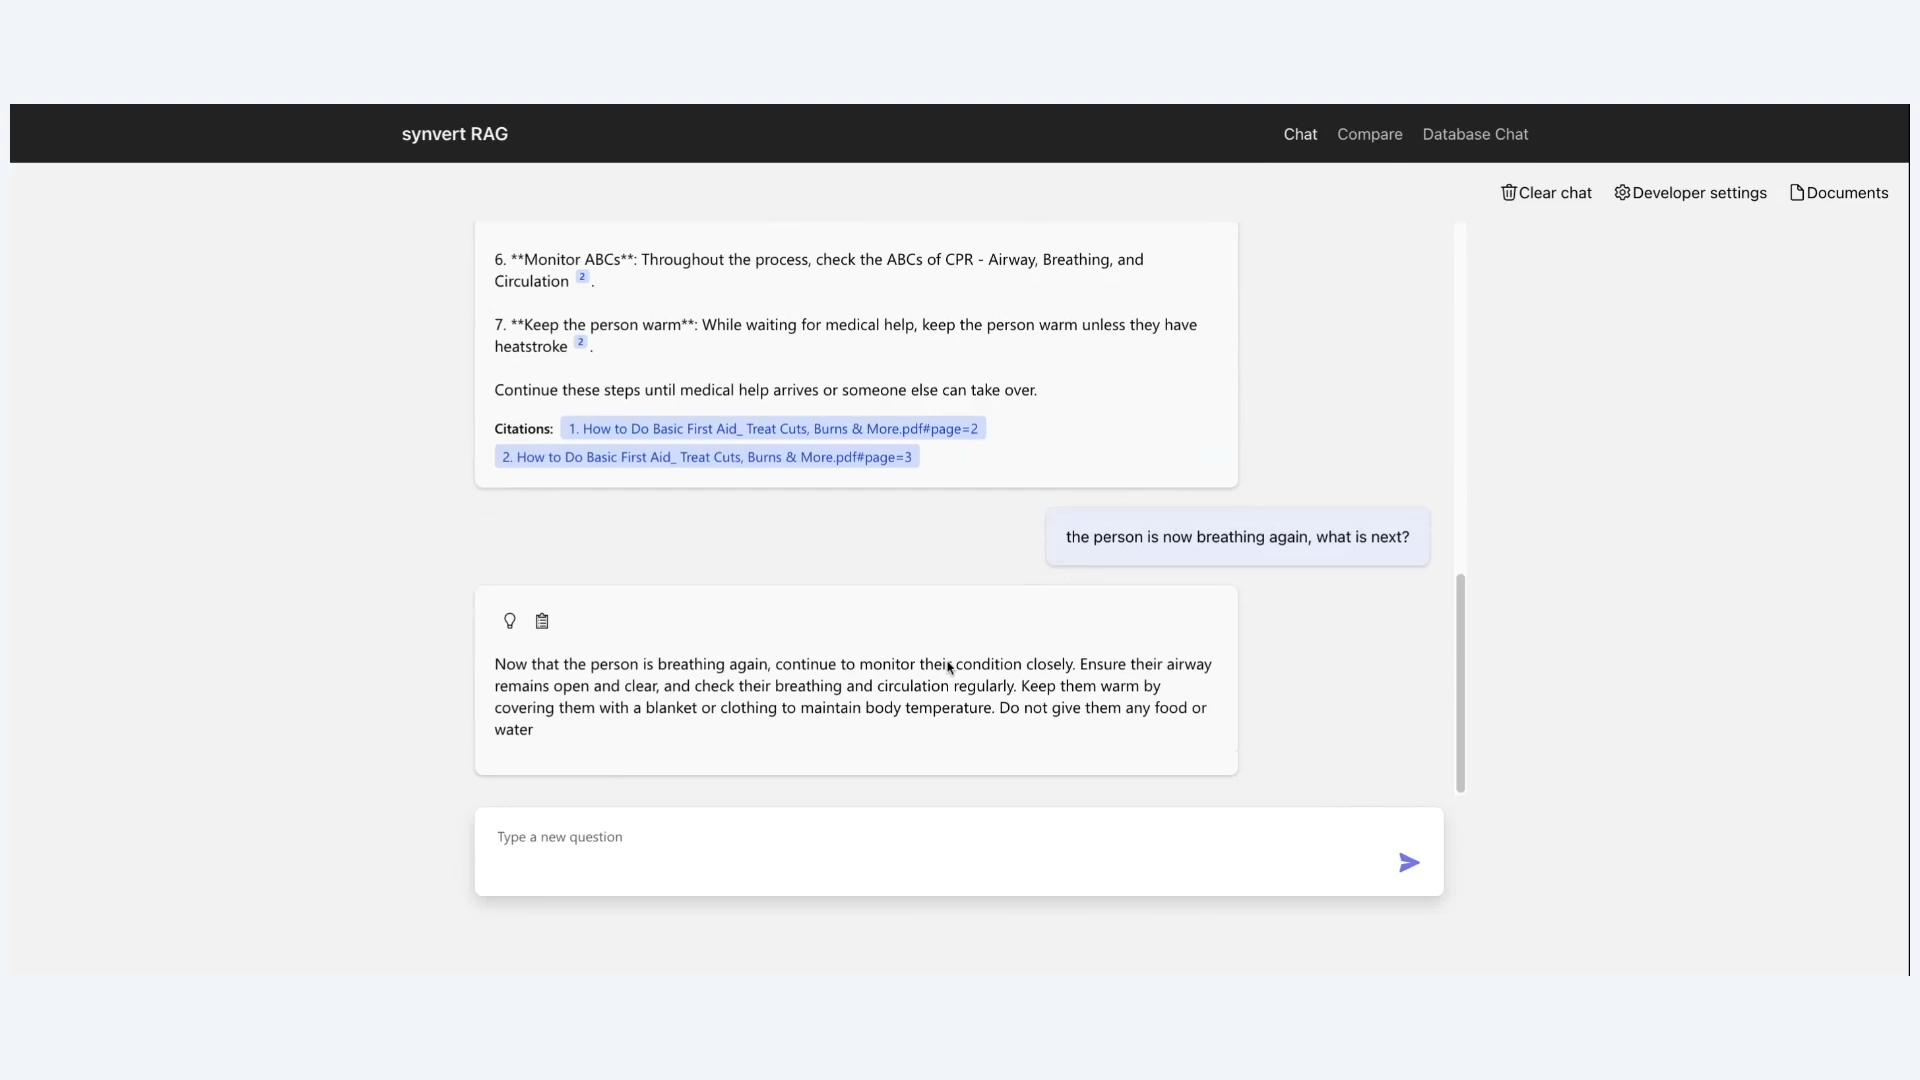 synvert RAG
Chat Compare Database Chat
Clear chat Developer settings Documents
6. **Monitor ABCs**: Throughout the process, check the ABCs of CPR - Airway, Breathing, and
Circulation 2.
7. **Keep the person warm**: While waiting for medical help, keep the person warm unless they have
heatstroke 2.
Continue these steps until medical help arrives or someone else can take over.
Citations: 1. How to Do Basic First Aid_ Treat Cuts, Burns & More.pdf#page=2
2. How to Do Basic First Aid_ Treat Cuts, Burns & More.pdf#page=3
the person is now breathing again, what is next?
Now that the person is breathing again, continue to monitor their condition closely. Ensure their airway
remains open and clear, and check their breathing and circulation regularly. Keep them warm by
covering them with a blanket or clothing to maintain body temperature. Do not give them any food or
water
Type a new question